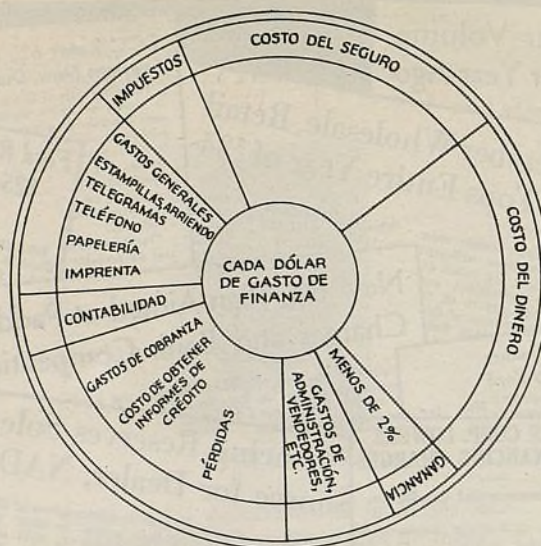 COSTO DEL SEGURO
COSTO DEL DINERO
GANANCIA
MENOS DE 2%
GASTOS DE
ADMINISTRACIÓN,
VENDEDORES,
ETC.
PÉRDIDAS
COSTO DE OBTENER
INFORMES DE
CRÉDITO
GASTOS DE COBRANZA
CONTABILIDAD
IMPRENTA
PAPELERÍA
TELÉFONO
TELEGRAMAS
ESTAMPILLAS, ARRIENDO
GASTOS GENERALES
IMPUESTOS
CADA DÓLAR
DE GASTO DE
FINANZA